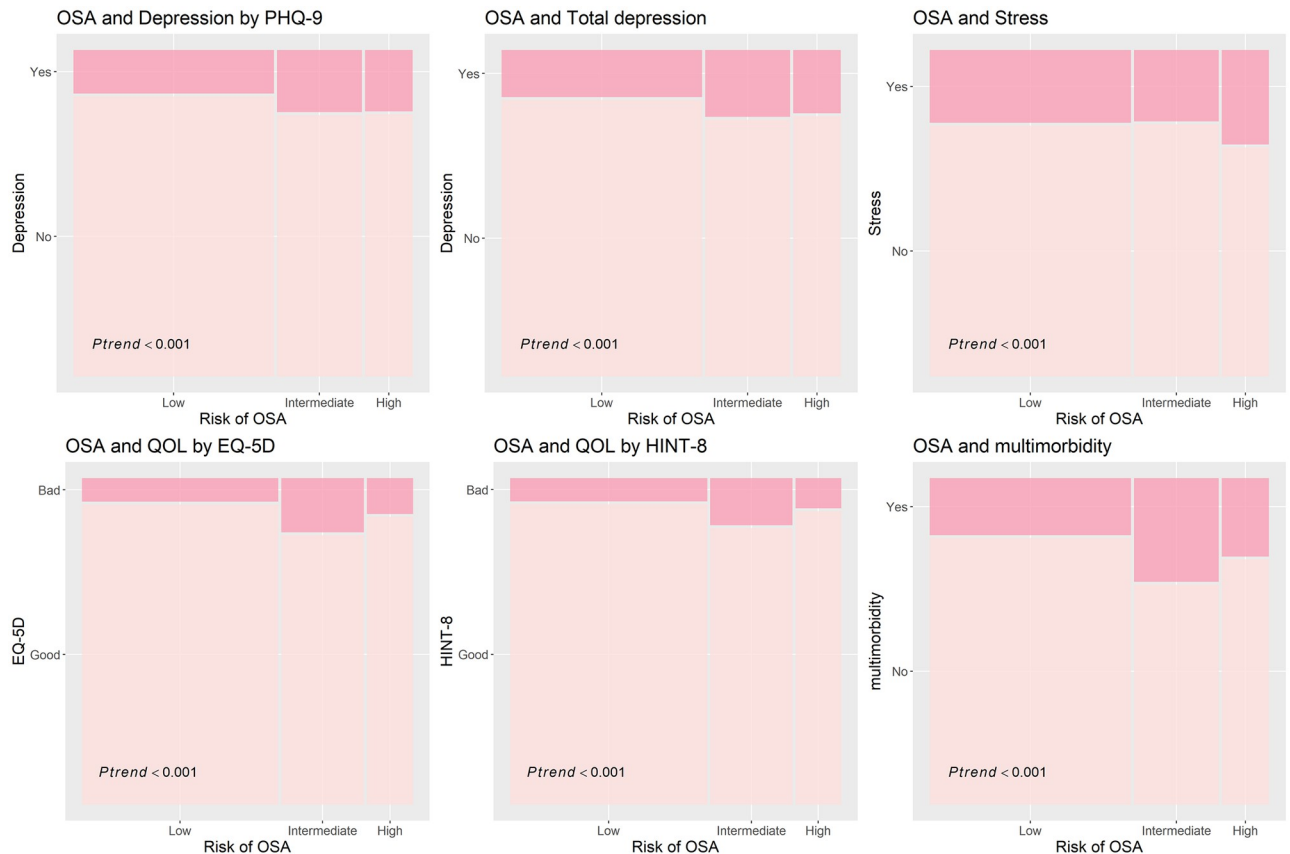 OSA and Depression by PHQ-9
Yes
No
Depression
Ptrend < 0.001
Low
Intermediate
High
Risk of OSA
OSA and Total depression
Yes
No
Depression
Ptrend < 0.001
Low
Intermediate
High
Risk of OSA
OSA and Stress
Yes
No
Stress
Ptrend < 0.001
Low
Intermediate
High
Risk of OSA
OSA and QOL by EQ-5D
Bad
Good
EQ-5D
Ptrend < 0.001
Low
Intermediate
High
Risk of OSA
OSA and QOL by HINT-8
Bad
Good
HINT-8
Ptrend < 0.001
Low
Intermediate
High
Risk of OSA
OSA and multimorbidity
Yes
No
multimorbidity
Ptrend < 0.001
Low
Intermediate
High
Risk of OSA